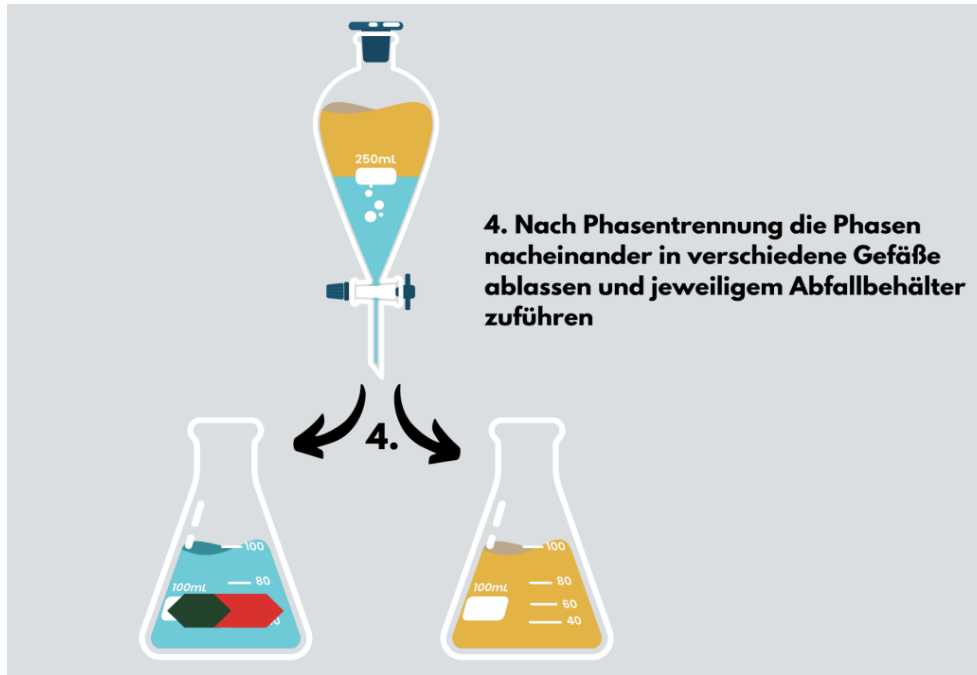 250mL
4. Nach Phasentrennung die Phasen
nacheinander in verschiedene Gefäße
ablassen und jeweiligem Abfallbehälter
zuführen
4.
100
80
100mL
100
80
100mL
60
40